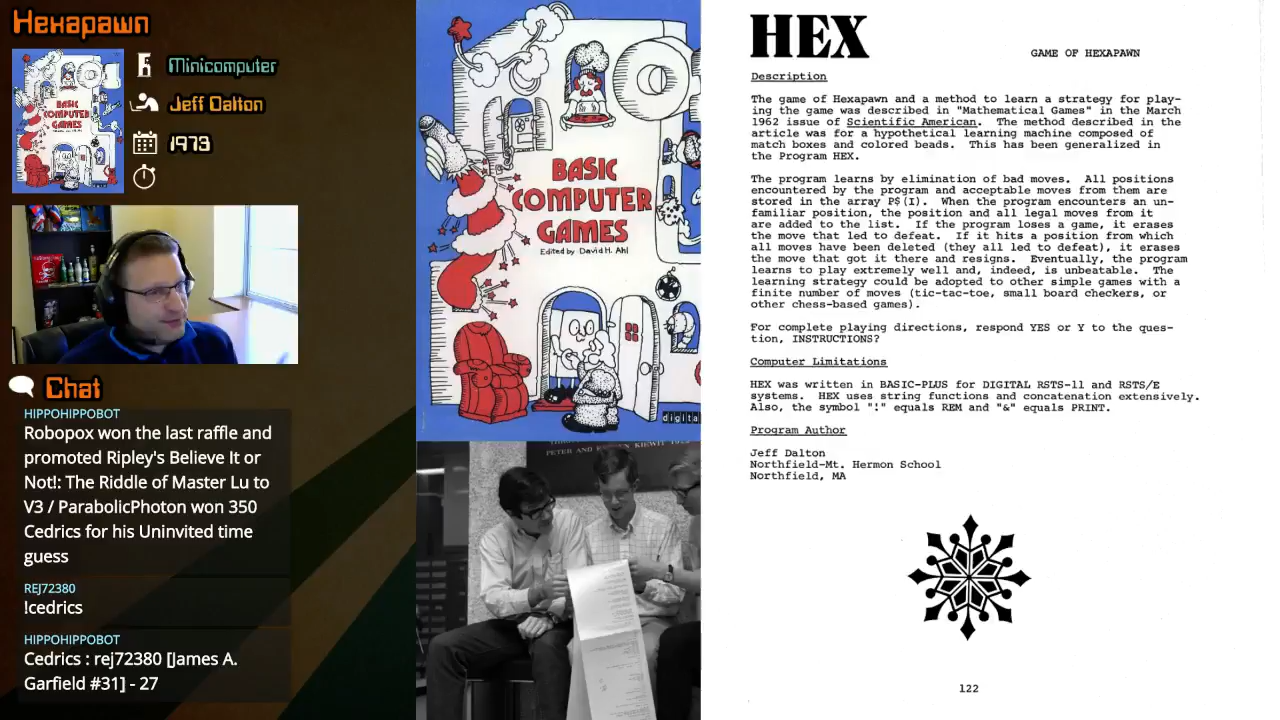 Hexapawn
BASIC
COMPUTER
GAMES
Minicomputer
Jeff Dalton
1973
Chat
HIPPOHIPPOBOT
Robopox won the last raffle and
promoted Ripley's Believe It or
Not!: The Riddle of Master Lu to
V3 / ParabolicPhoton won 350
Cedrics for his Uninvited time
guess
REJ72380
!cedrics
HIPPOHIPPOBOT
Cedrics : rej72380 [James A.
Garfield #31] - 27
BASIC
COMPUTER
GAMES
Edited by David H. Ahl
digita
PETER AND
KIEWIT
HEX
GAME OF HEXAPAWN
Description
The game of Hexapawn and a method to learn a strategy for play-
ing the game was described in "Mathematical Games" in the March
1962 issue of Scientific American. The method described in the
article was for a hypothetical learning machine composed of
match boxes and colored beads. This has been generalized in
the Program HEX.
The program learns by elimination of bad moves. All positions
encountered by the program and acceptable moves from them are
stored in the array P$(I). When the program encounters an un-
familiar position, the position and all legal moves from it
are added to the list. If the program loses a game, it erases
the move that led to defeat. If it hits a position from which
all moves have been deleted (they all led to defeat), it erases
the move that got it there and resigns. Eventually, the program
learns to play extremely well and, indeed, is unbeatable. The
learning strategy could be adopted to other simple games with a
finite number of moves (tic-tac-toe, small board checkers, or
other chess-based games).
For complete playing directions, respond YES or Y to the ques-
tion, INSTRUCTIONS?
Computer Limitations
HEX was written in BASIC-PLUS for DIGITAL RSTS-11 and RSTS/E
systems. HEX uses string functions and concatenation extensively.
Also, the symbol "!" equals REM and "&" equals PRINT.
Program Author
Jeff Dalton
Northfield-Mt. Hermon School
Northfield, MA
122